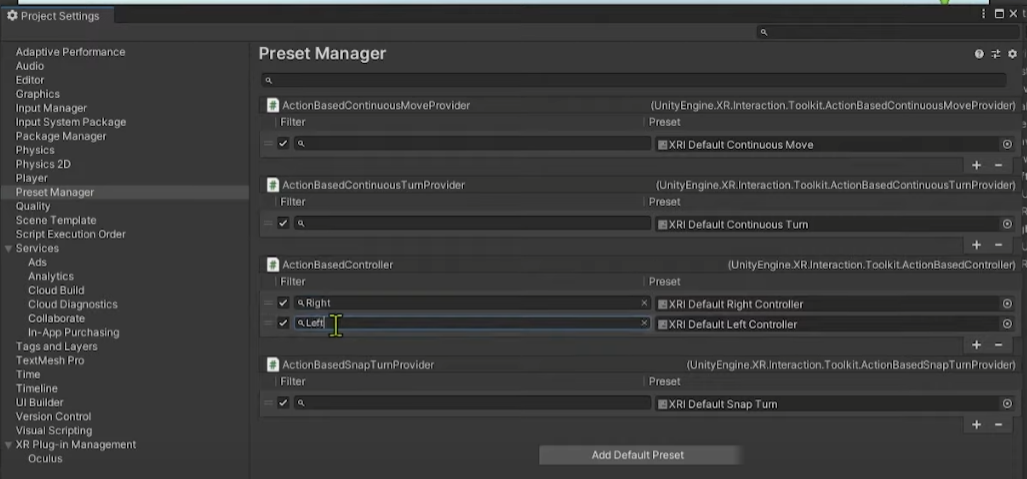 Project Settings
Adaptive Performance
Audio
Editor
Graphics
Input Manager
Input System Package
Package Manager
Physics
Physics 2D
Player
Preset Manager
Quality
Scene Template
Script Execution Order
Services
Ads
Analytics
Cloud Build
Cloud Diagnostics
Collaborate
In-App Purchasing
Tags and Layers
TextMesh Pro
Time
Timeline
UI Builder
Version Control
Visual Scripting
XR Plug-in Management
Oculus
Preset Manager
ActionBasedContinuousMoveProvider (UnityEngine.XR.Interaction.Toolkit.ActionBasedContinuousMoveProvider)
Filter Preset
XRI Default Continuous Move
ActionBasedContinuousTurnProvider (UnityEngine.XR.Interaction.Toolkit.ActionBasedContinuousTurnProvider)
Filter Preset
XRI Default Continuous Turn
ActionBasedController (UnityEngine.XR.Interaction.Toolkit.ActionBasedController)
Filter Preset
Right XRI Default Right Controller
Left XRI Default Left Controller
ActionBasedSnapTurnProvider (UnityEngine.XR.Interaction.Toolkit.ActionBasedSnapTurnProvider)
Filter Preset
XRI Default Snap Turn
Add Default Preset